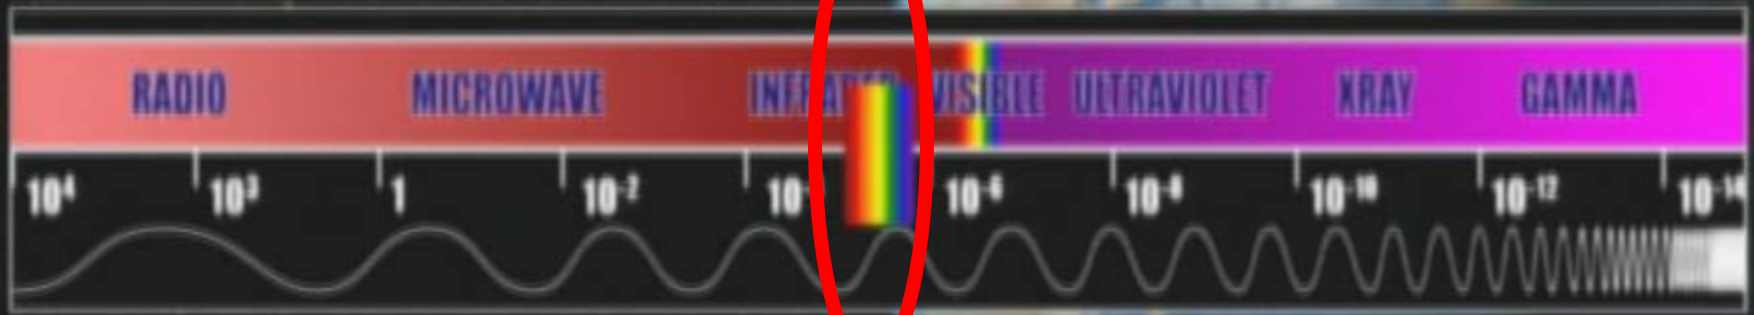 RADIO MICROWAVE INFRARED VISIBLE ULTRAVIOLET XRAY GAMMA
10⁴ 10³ 1 10⁻² 10⁻⁶ 10⁻⁸ 10⁻¹⁰ 10⁻¹² 10⁻¹⁴